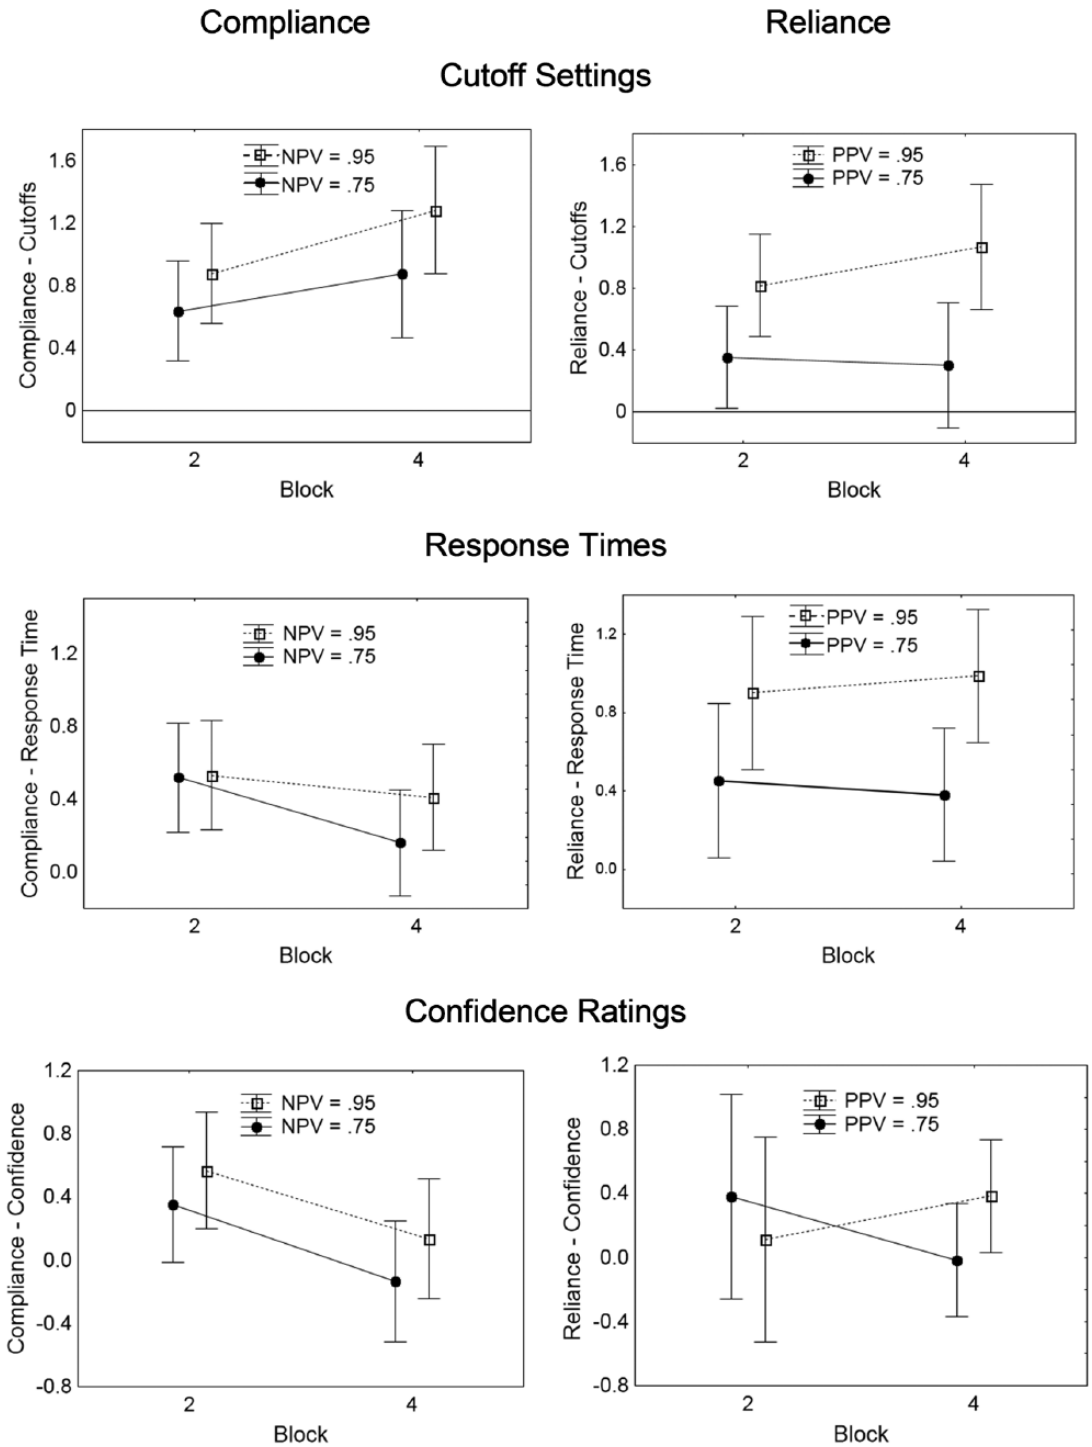 Compliance
Reliance
Cutoff Settings
Compliance - Cutoffs
1.6
1.2
0.8
0.4
0
NPV = .95
NPV = .75
2
4
Block
Reliance - Cutoffs
1.6
1.2
0.8
0.4
0
PPV = .95
PPV = .75
2
4
Block
Response Times
Compliance - Response Time
1.2
0.8
0.4
0.0
NPV = .95
NPV = .75
2
4
Block
Reliance - Response Time
1.2
0.8
0.4
0.0
PPV = .95
PPV = .75
2
4
Block
Confidence Ratings
Compliance - Confidence
1.2
0.8
0.4
0.0
-0.4
-0.8
NPV = .95
NPV = .75
2
4
Block
Reliance - Confidence
1.2
0.8
0.4
0.0
-0.4
-0.8
PPV = .95
PPV = .75
2
4
Block